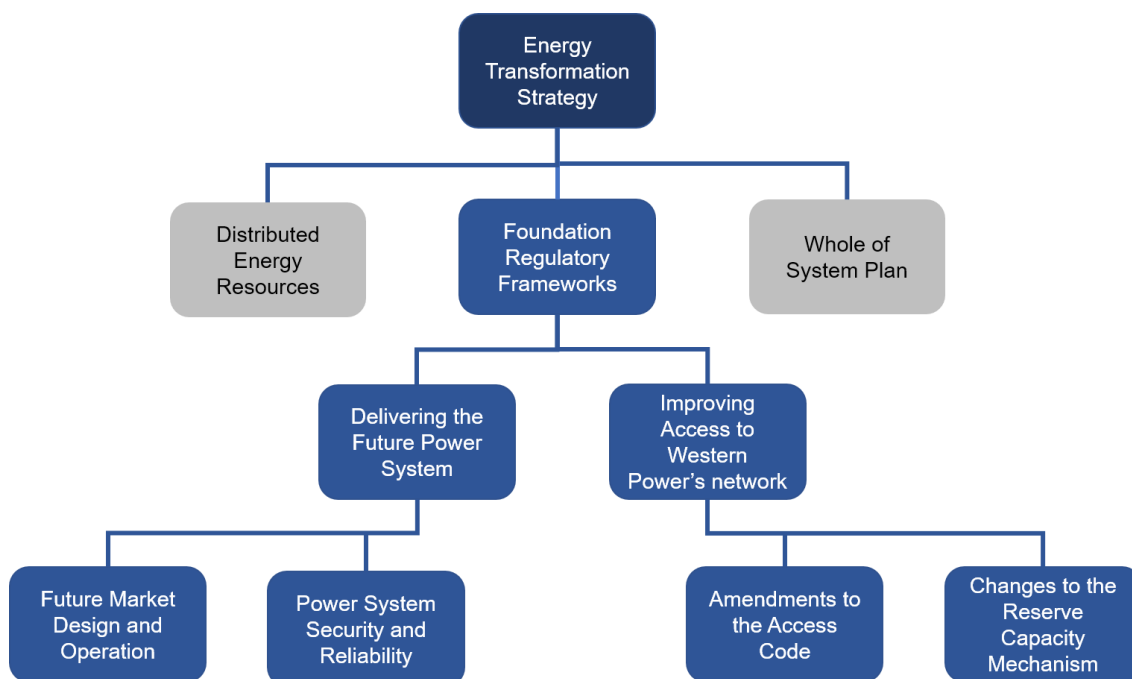 Energy
Transformation
Strategy
Distributed
Energy
Resources
Foundation
Regulatory
Frameworks
Whole of
System Plan
Delivering the
Future Power
System
Improving
Access to
Western
Power’s network
Future Market
Design and
Operation
Power System
Security and
Reliability
Amendments to
the Access
Code
Changes to the
Reserve
Capacity
Mechanism